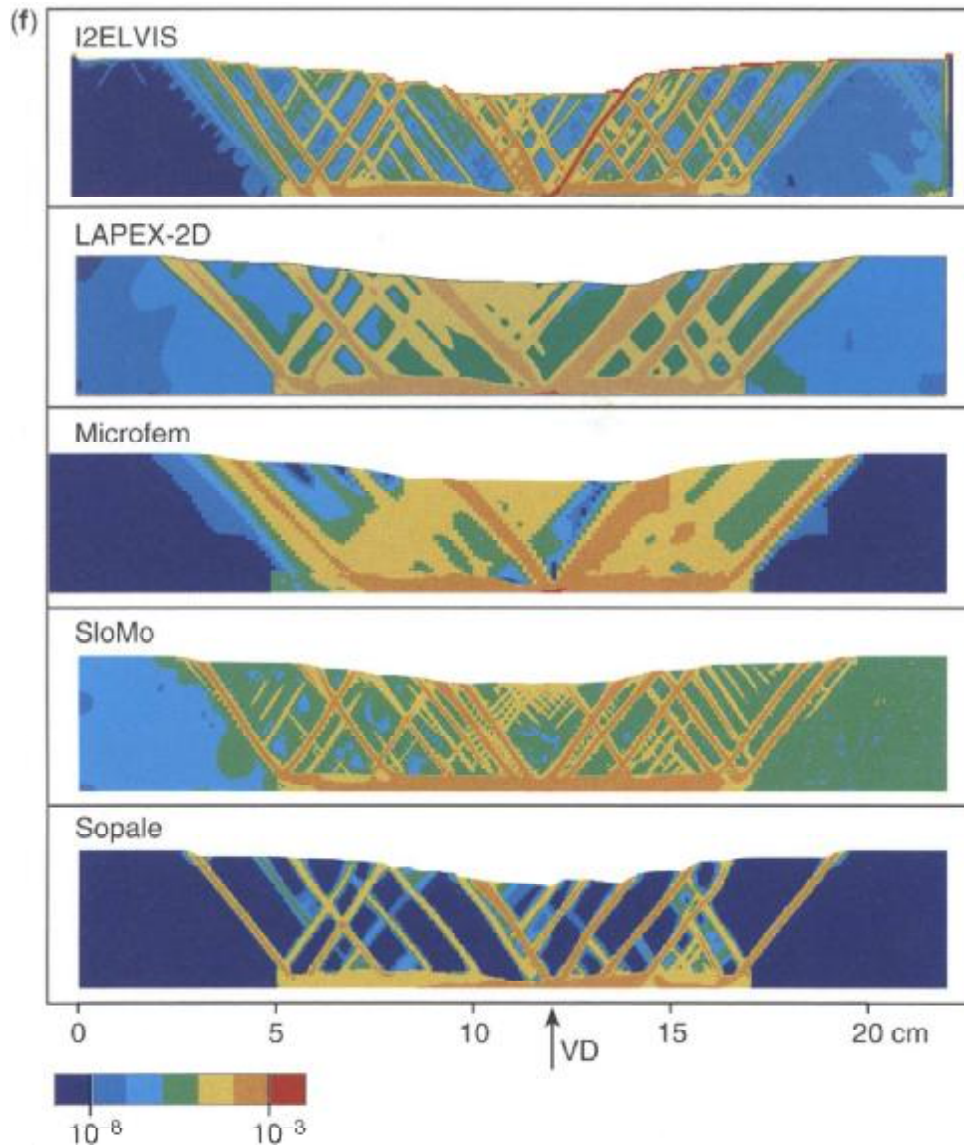 (f)
I2ELVIS
LAPEX-2D
Microfem
SloMo
Sopale
0 5 10 15 20 cm
VD
10⁻⁸ 10⁻³